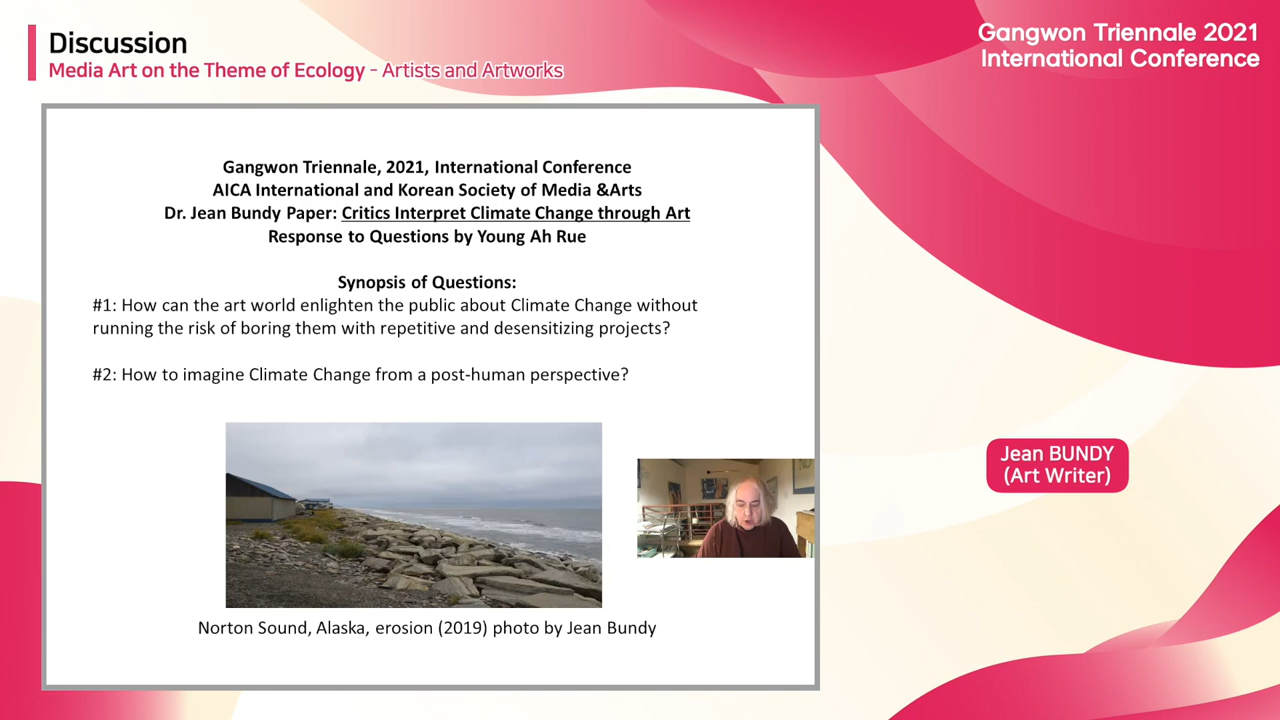 Discussion
Media Art on the Theme of Ecology - Artists and Artworks
Gangwon Triennale 2021
International Conference
Gangwon Triennale, 2021, International Conference
AICA International and Korean Society of Media &Arts
Dr. Jean Bundy Paper: Critics Interpret Climate Change through Art
Response to Questions by Young Ah Rue
Synopsis of Questions:
#1: How can the art world enlighten the public about Climate Change without
running the risk of boring them with repetitive and desensitizing projects?
#2: How to imagine Climate Change from a post-human perspective?
Norton Sound, Alaska, erosion (2019) photo by Jean Bundy
Jean BUNDY
(Art Writer)